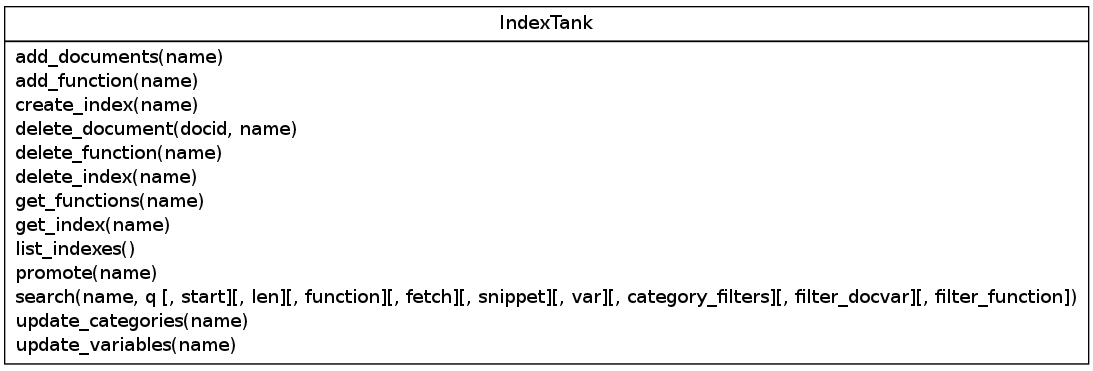 IndexTank
add_documents(name)
add_function(name)
create_index(name)
delete_document(docid, name)
delete_function(name)
delete_index(name)
get_functions(name)
get_index(name)
list_indexes()
promote(name)
search(name, q [, start][, len][, function][, fetch][, snippet][, var][, category_filters][, filter_docvar][, filter_function])
update_categories(name)
update_variables(name)